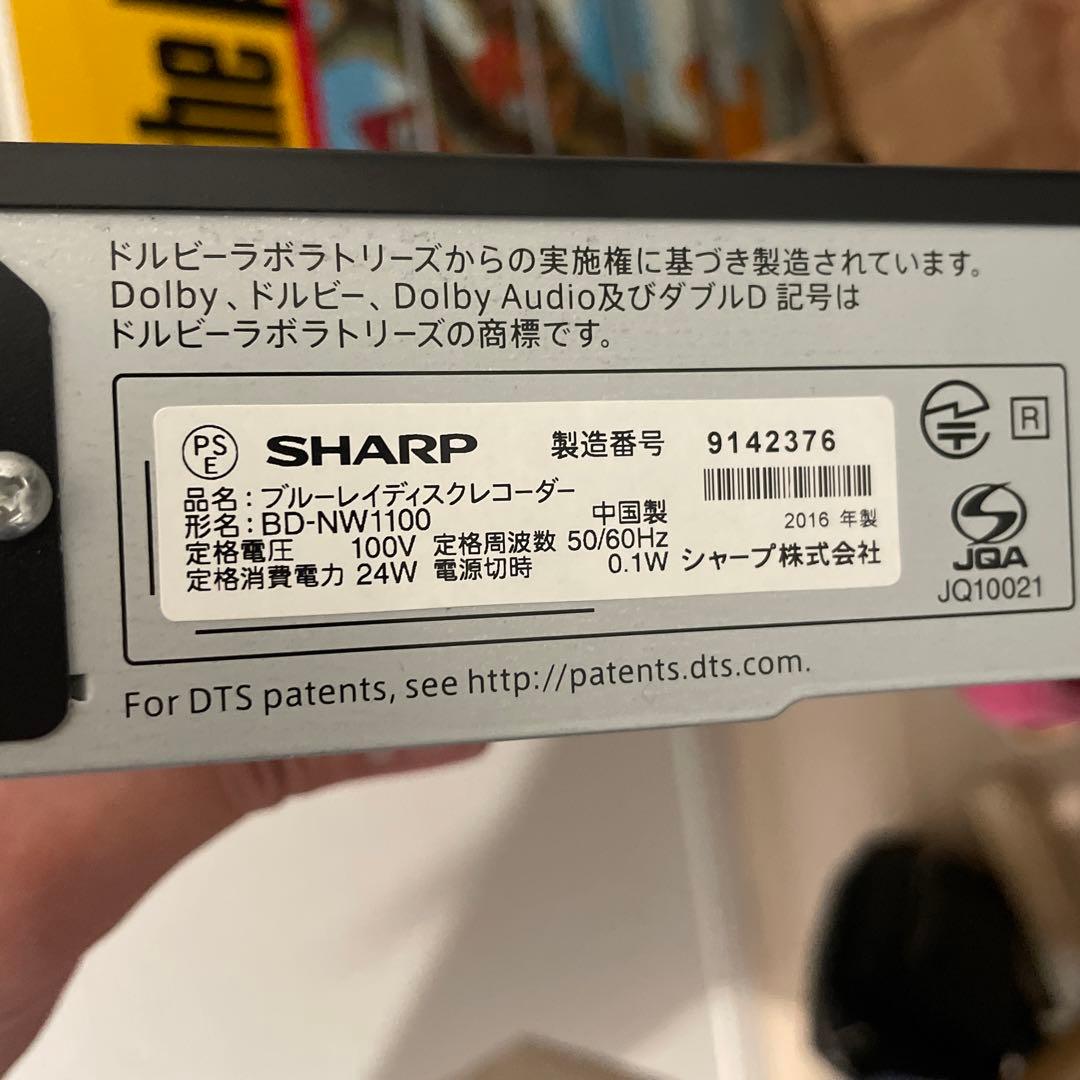 he
ドルビーラボラトリーズからの実施権に基づき製造されています。
Dolby、ドルビー、Dolby Audio及びダブルD 記号は
ドルビーラボラトリーズの商標です。
PSE SHARP 製造番号 9142376
品名：ブルーレイディスクレコーダー
形名：BD-NW1100 中国製 2016 年製
定格電圧 100V 定格周波数 50/60Hz
定格消費電力 24W 電源切時 0.1W シャープ株式会社
R
JQA
JQ10021
For DTS patents, see http://patents.dts.com.